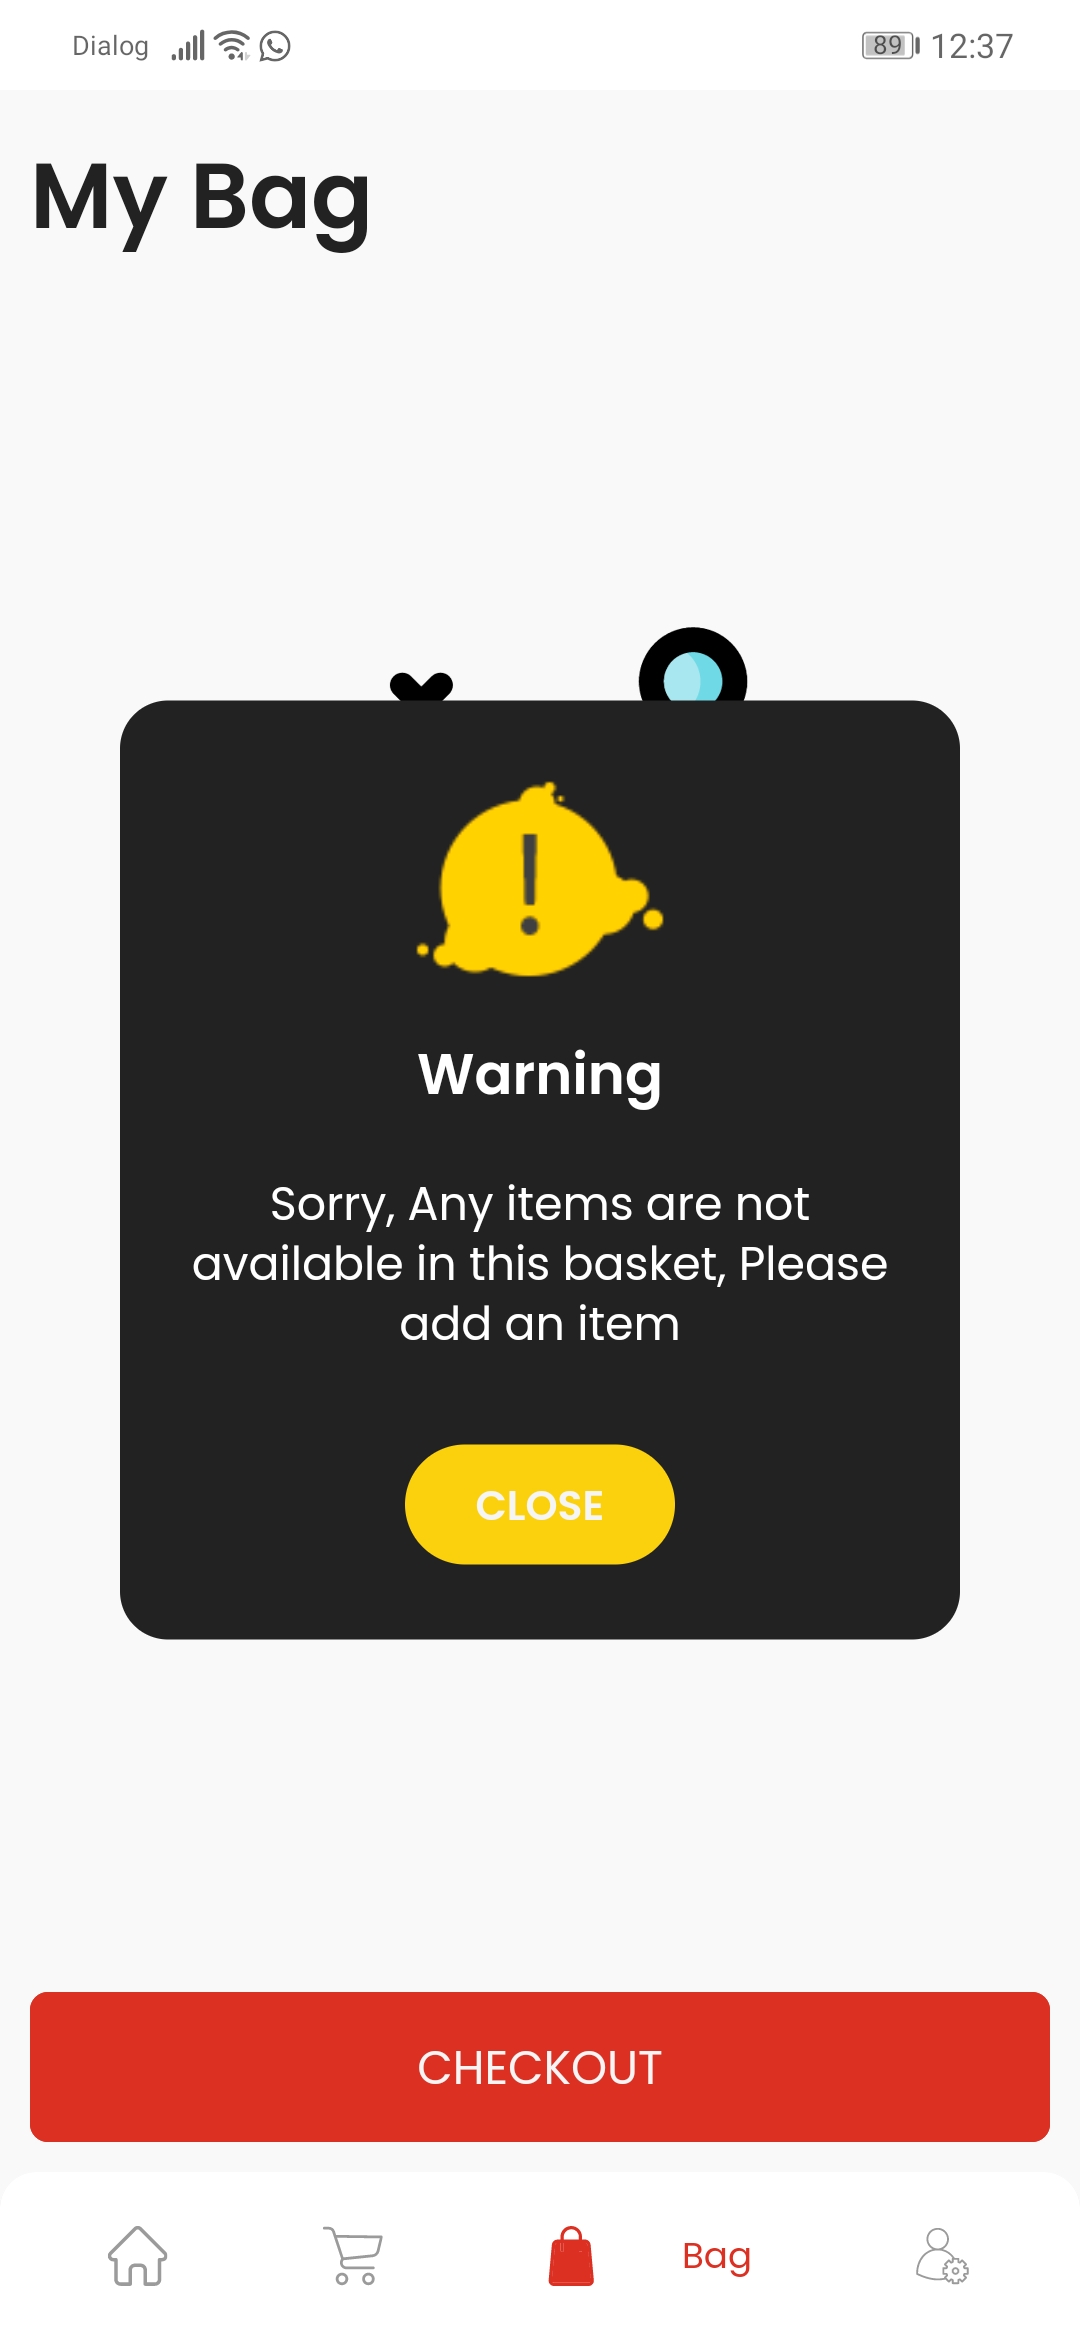 Dialog 89 12:37
My Bag
!
Warning
Sorry, Any items are not
available in this basket, Please
add an item
CLOSE
CHECKOUT
Bag